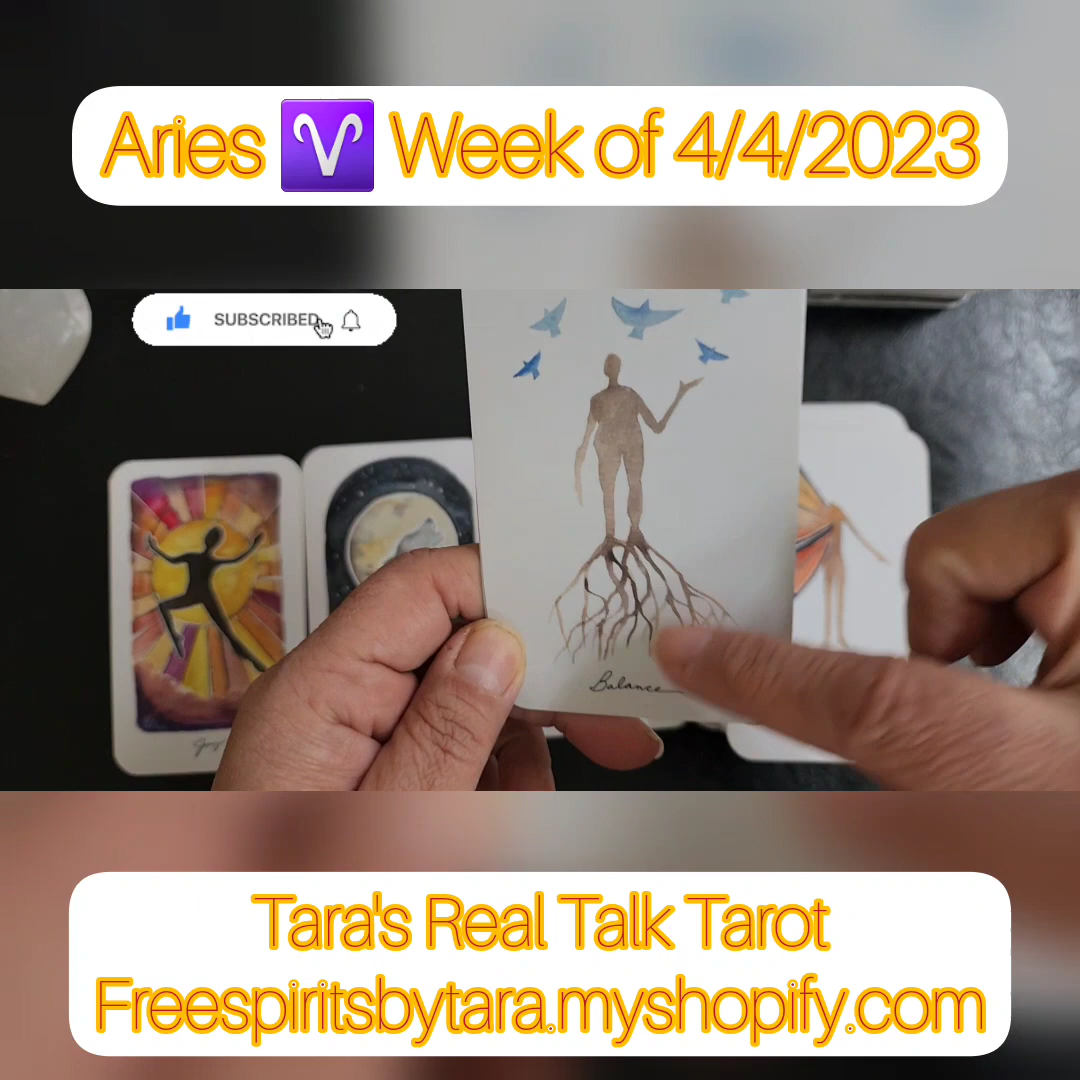 Aries ♈ Week of 4/4/2023
SUBSCRIBED
Balance
Tara's Real Talk Tarot
Freespiritsbytara.myshopify.com